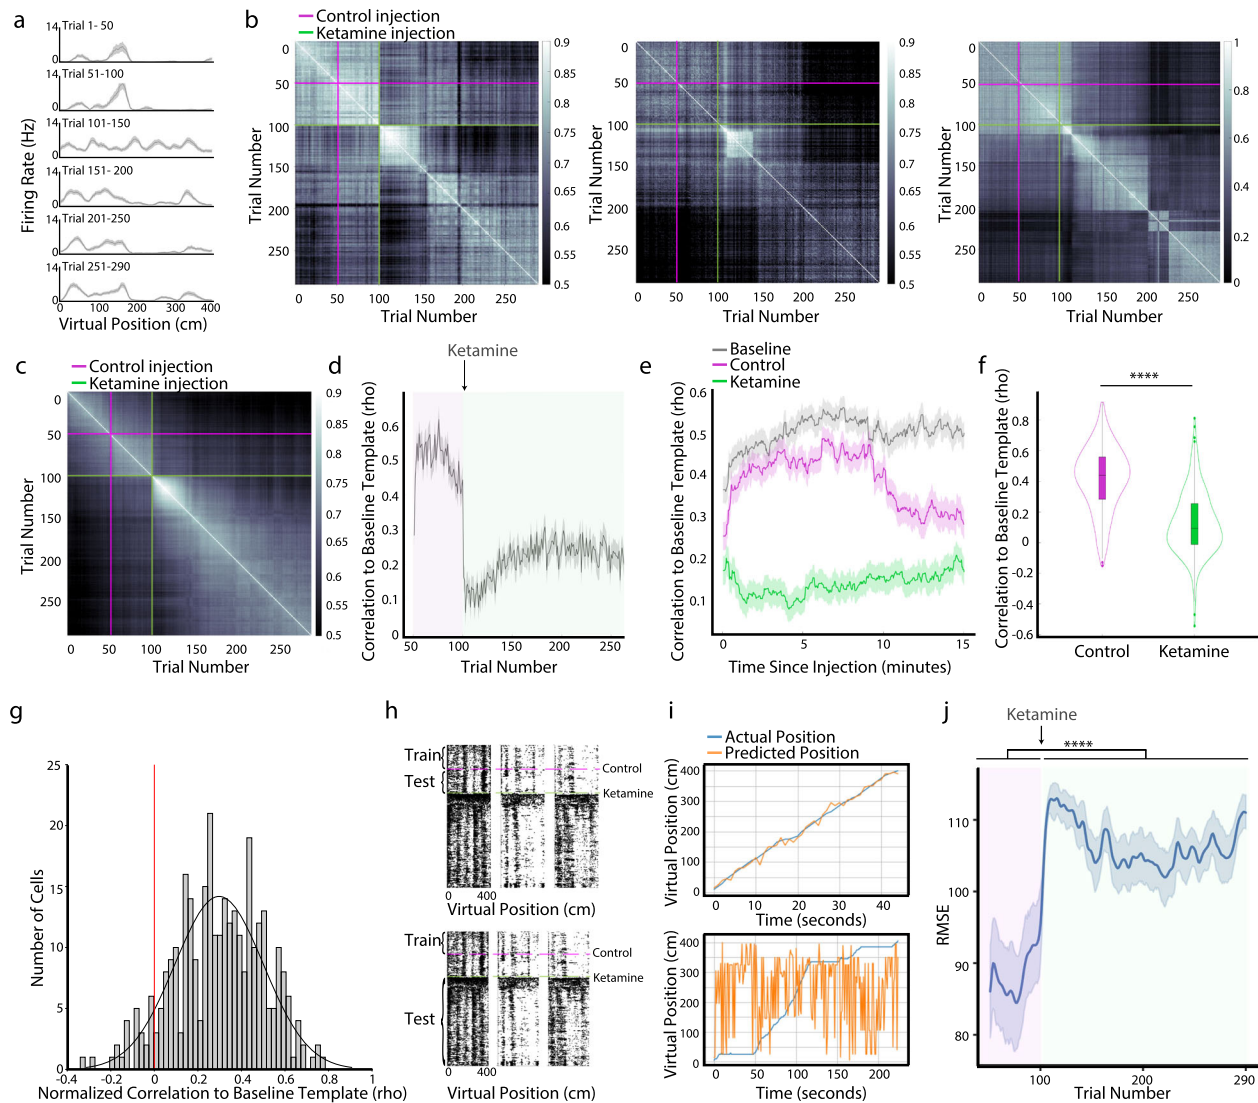 a
14
Trial 1- 50
0
14
Trial 51-100
0
14
Trial 101-150
0
14
Trial 151- 200
0
14
Trial 201-250
0
14
Trial 251-290
0
0 100 200 300 400
Virtual Position (cm)
Firing Rate (Hz)
b
Control injection
Ketamine injection
0
50
100
150
200
250
Trial Number
0 50 100 150 200 250
Trial Number
0.9
0.85
0.8
0.75
0.7
0.65
0.6
0.55
0.5
0
50
100
150
200
250
Trial Number
0 50 100 150 200 250
Trial Number
0.9
0.85
0.8
0.75
0.7
0.65
0.6
0.55
0.5
0
50
100
150
200
250
Trial Number
0 50 100 150 200 250
Trial Number
1
0.8
0.6
0.4
0.2
0
c
Control injection
Ketamine injection
0
50
100
150
200
250
Trial Number
0 50 100 150 200 250
Trial Number
0.9
0.85
0.8
0.75
0.7
0.65
0.6
0.55
0.5
d
Ketamine
0.6
0.5
0.4
0.3
0.2
0.1
0
Correlation to Baseline Template (rho)
50 100 150 200 250
Trial Number
e
Baseline
Control
Ketamine
0.6
0.5
0.4
0.3
0.2
0.1
Correlation to Baseline Template (rho)
0 5 10 15
Time Since Injection (minutes)
f
****
0.8
0.6
0.4
0.2
0
-0.2
-0.4
-0.6
Correlation to Baseline Template (rho)
Control Ketamine
g
25
20
15
10
5
0
Number of Cells
-0.4 -0.2 0 0.2 0.4 0.6 0.8 1
Normalized Correlation to Baseline Template (rho)
h
Train
Test
Control
Ketamine
0 400
Virtual Position (cm)
Train
Test
Control
Ketamine
0 400
Virtual Position (cm)
i
Actual Position
Predicted Position
400
300
200
100
0
Virtual Position (cm)
0 10 20 30 40
Time (seconds)
400
300
200
100
0
Virtual Position (cm)
0 50 100 150 200
Time (seconds)
j
Ketamine
****
110
100
90
80
RMSE
100 200 290
Trial Number